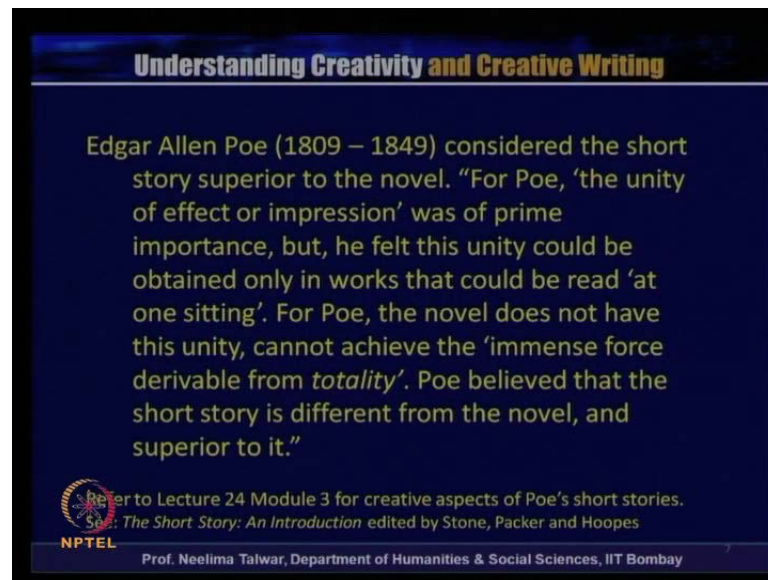 Understanding Creativity and Creative Writing
Edgar Allen Poe (1809 – 1849) considered the short
story superior to the novel. “For Poe, ‘the unity
of effect or impression’ was of prime
importance, but, he felt this unity could be
obtained only in works that could be read ‘at
one sitting’. For Poe, the novel does not have
this unity, cannot achieve the ‘immense force
derivable from totality’. Poe believed that the
short story is different from the novel, and
superior to it.”
Refer to Lecture 24 Module 3 for creative aspects of Poe’s short stories.
See: The Short Story: An Introduction edited by Stone, Packer and Hoopes
NPTEL
Prof. Neelima Talwar, Department of Humanities & Social Sciences, IIT Bombay
7